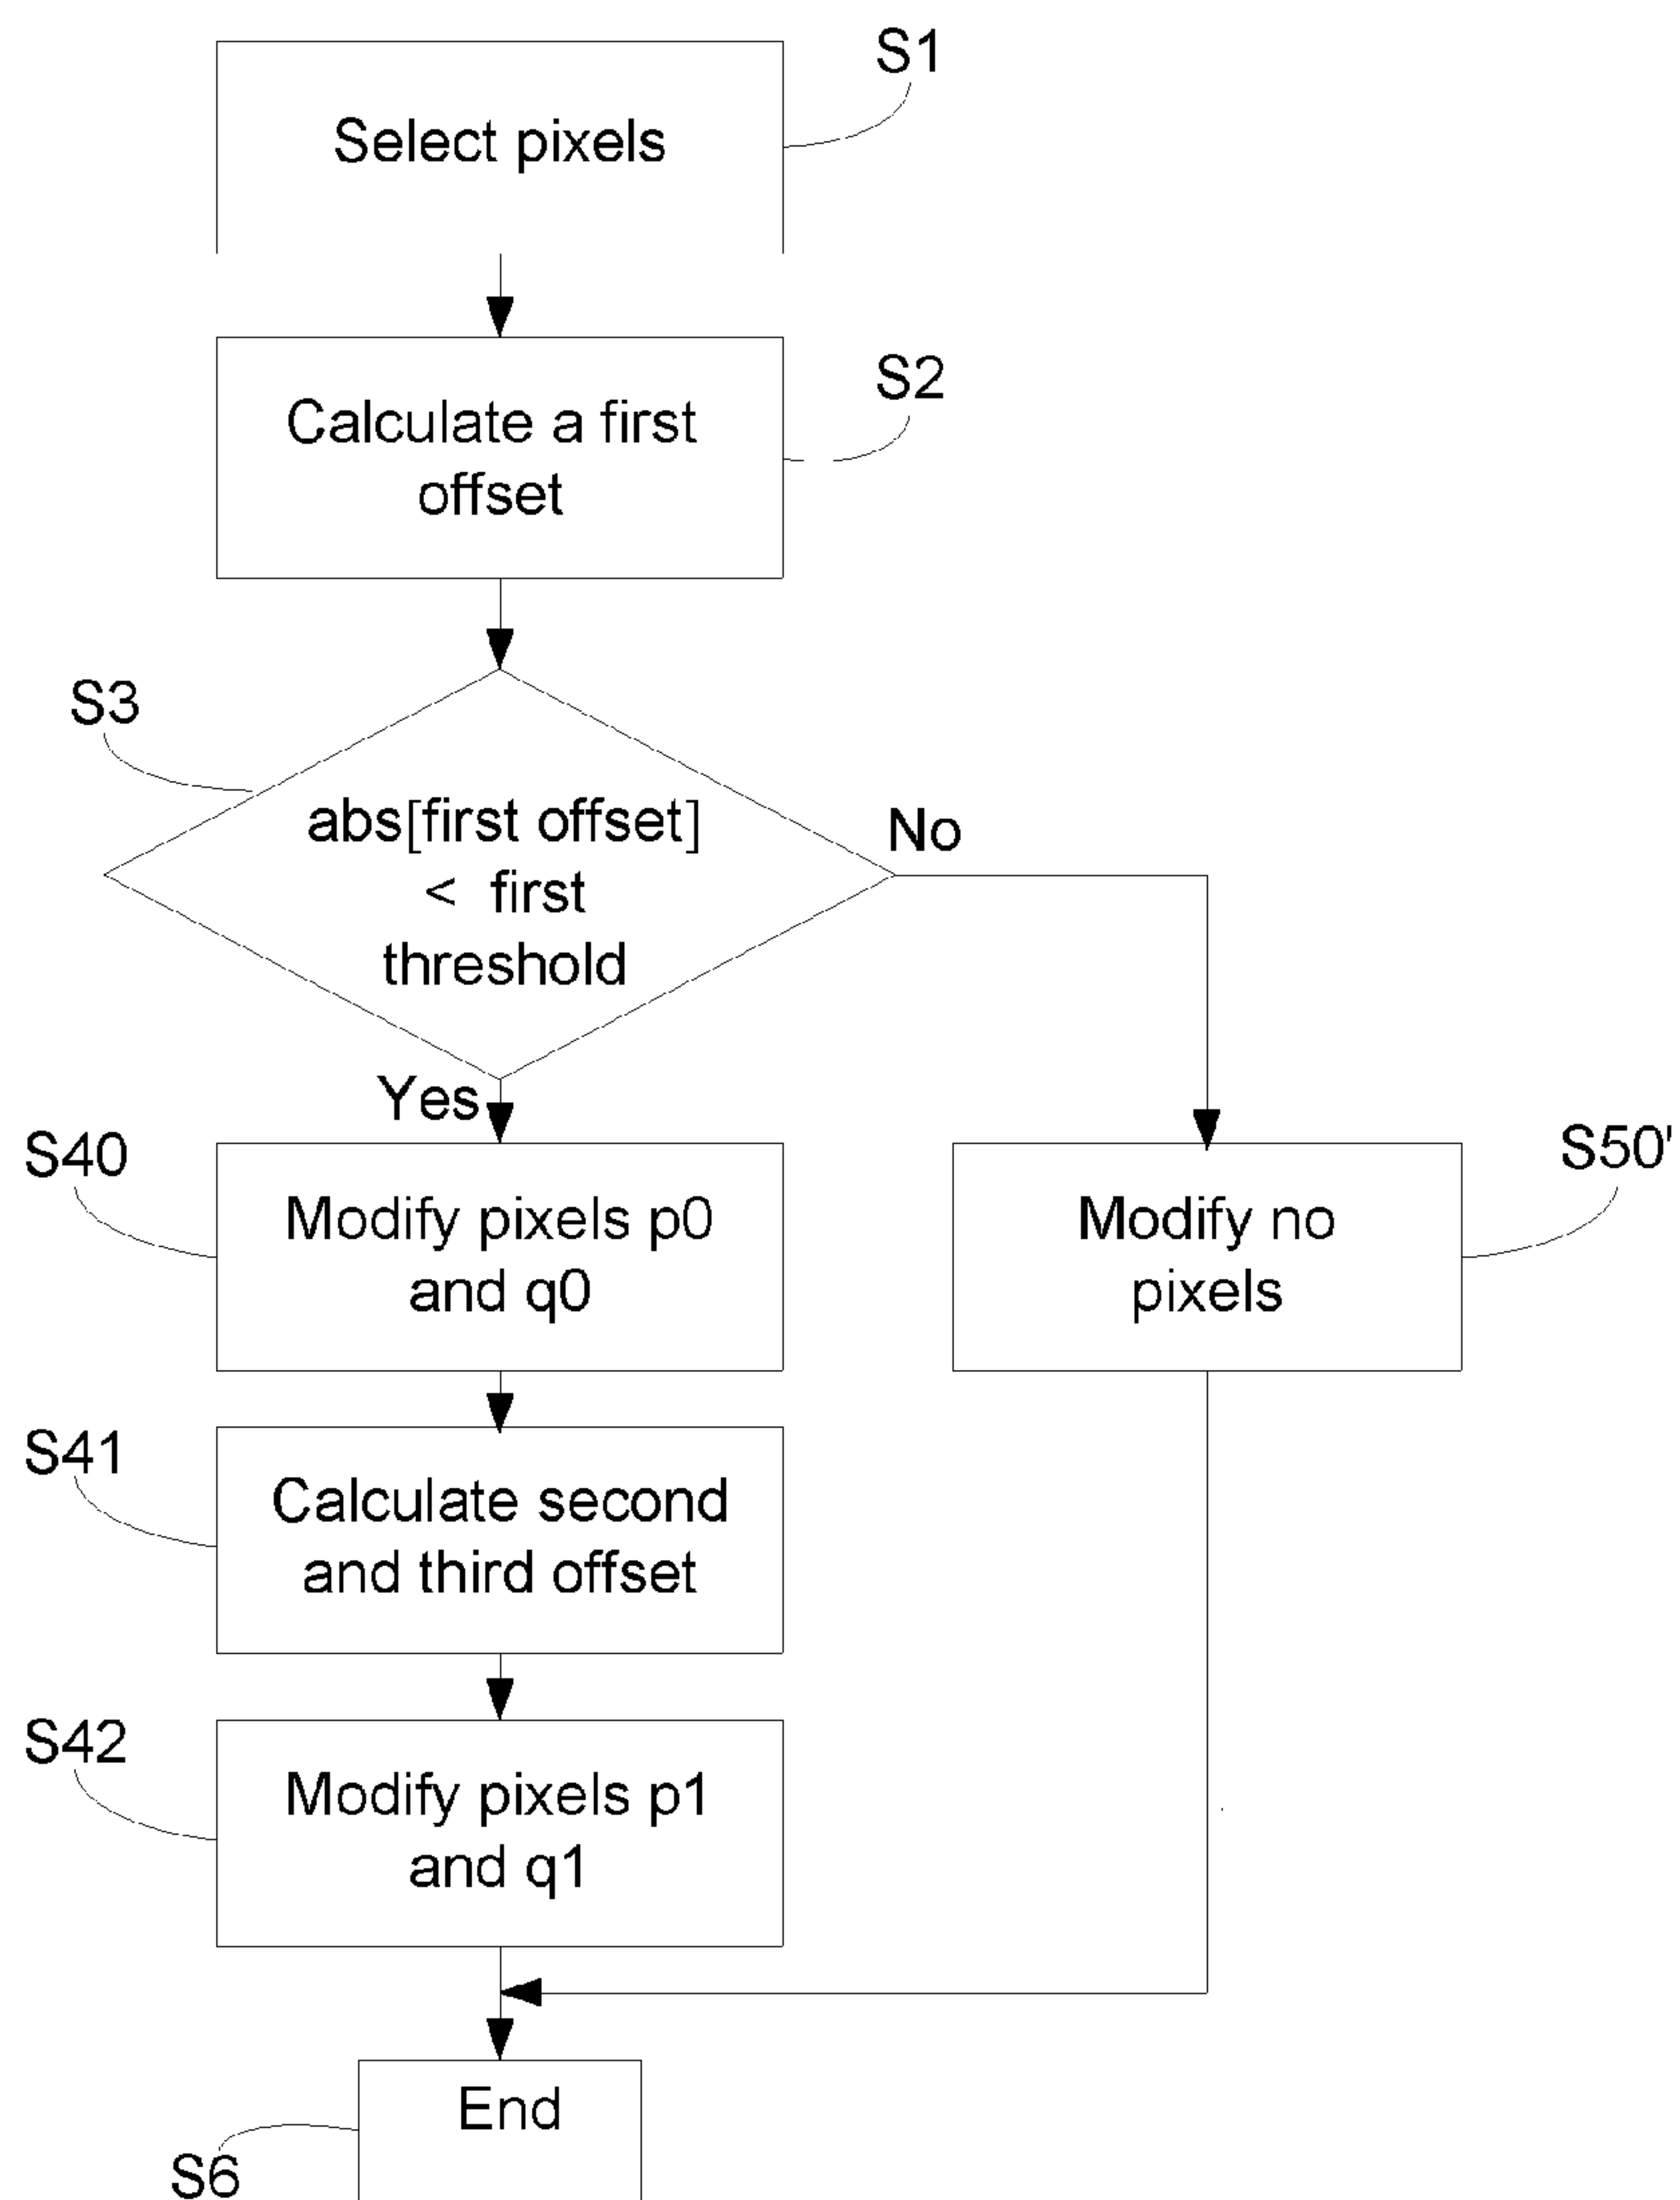 S1
Select pixels
S2
Calculate a first
offset
S3
abs[first offset]
< first
threshold
No
Yes
S40
Modify pixels p0
and q0
S50'
Modify no
pixels
S41
Calculate second
and third offset
S42
Modify pixels p1
and q1
End
S6